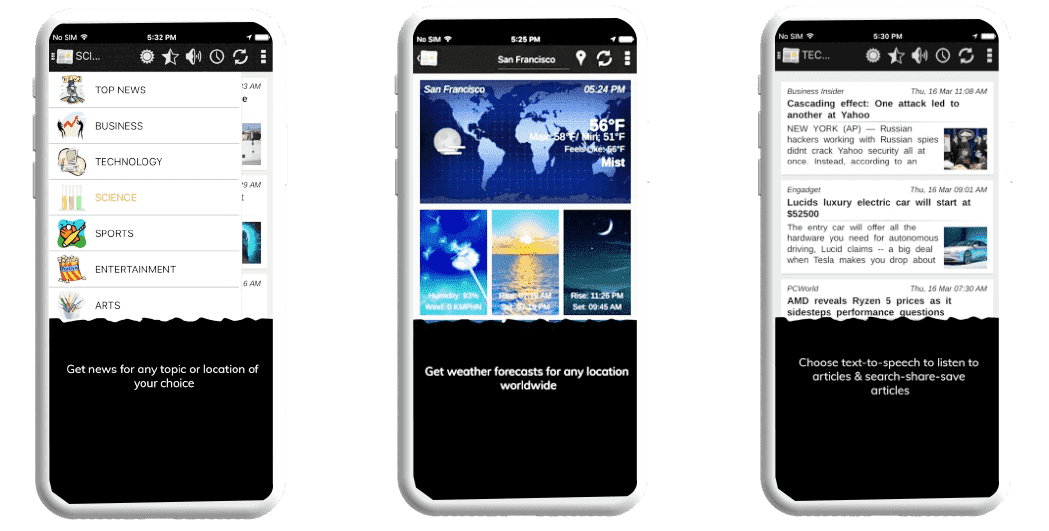 No SIM 5:32 PM
SCI...
TOP NEWS
BUSINESS
TECHNOLOGY
SCIENCE
SPORTS
ENTERTAINMENT
ARTS
Get news for any topic or location of
your choice
No SIM 5:25 PM
San Francisco
San Francisco 05:24 PM
56°F
Max: 58°F/ Min: 51°F
Feels Like: 56°F
Mist
Humidity: 93%
Wind: 0 KMPHN
Rise: AM
Set: PM
Rise: 11:26 PM
Set: 09:45 AM
Get weather forecasts for any location
worldwide
No SIM 5:30 PM
TEC...
Business Insider Thu, 16 Mar 11:08 AM
Cascading effect: One attack led to
another at Yahoo
NEW YORK (AP) — Russian
hackers working with Russian spies
didnt crack Yahoo security all at
once. Instead, according to an
Engadget Thu, 16 Mar 09:01 AM
Lucids luxury electric car will start at
$52500
The entry car will offer all the
hardware you need for autonomous
driving, Lucid claims -- a big deal
when Tesla makes you drop about
PCWorld Thu, 16 Mar 07:30 AM
AMD reveals Ryzen 5 prices as it
sidesteps performance questions
Choose text-to-speech to listen to
articles & search-share-save
articles